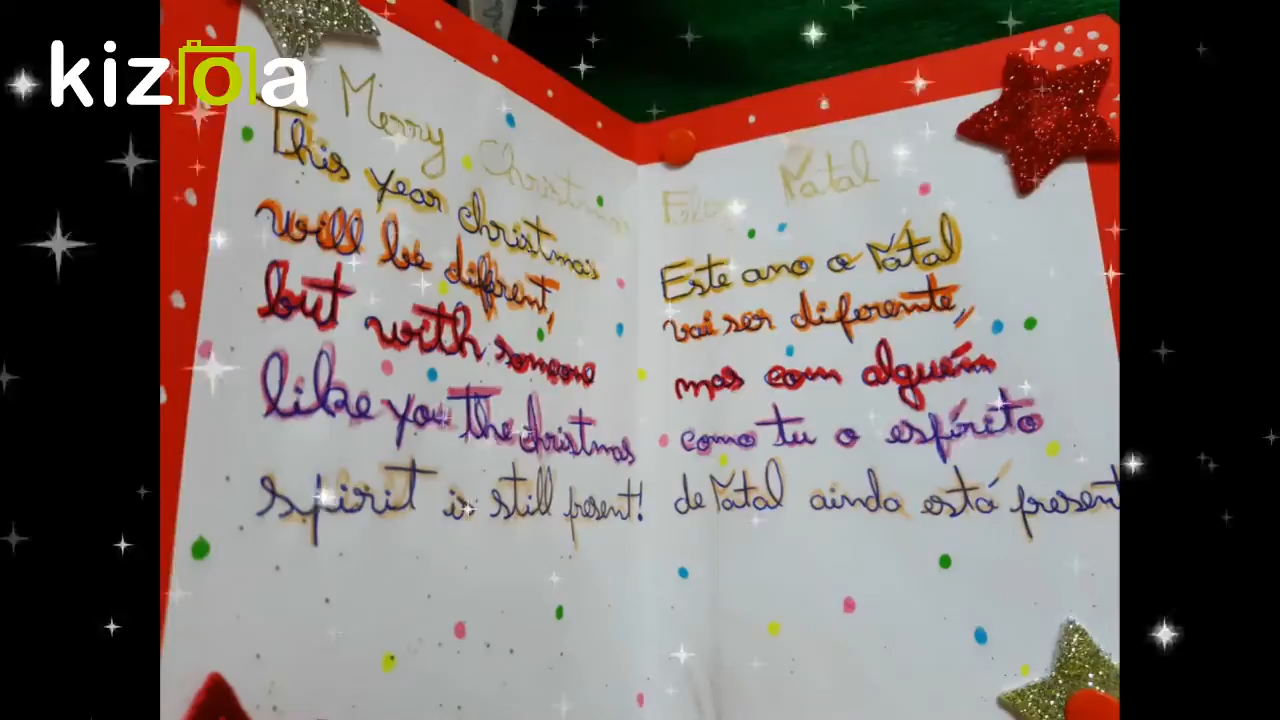 kizoa
Merry Christmas
This year christmas
will be diffrent,
but with someone
like you the christmas
spirit is still present!
Feliz Natal
Este ano o Natal
vai ser diferente,
mas com alguém
como tu o espírito
de Natal ainda está present